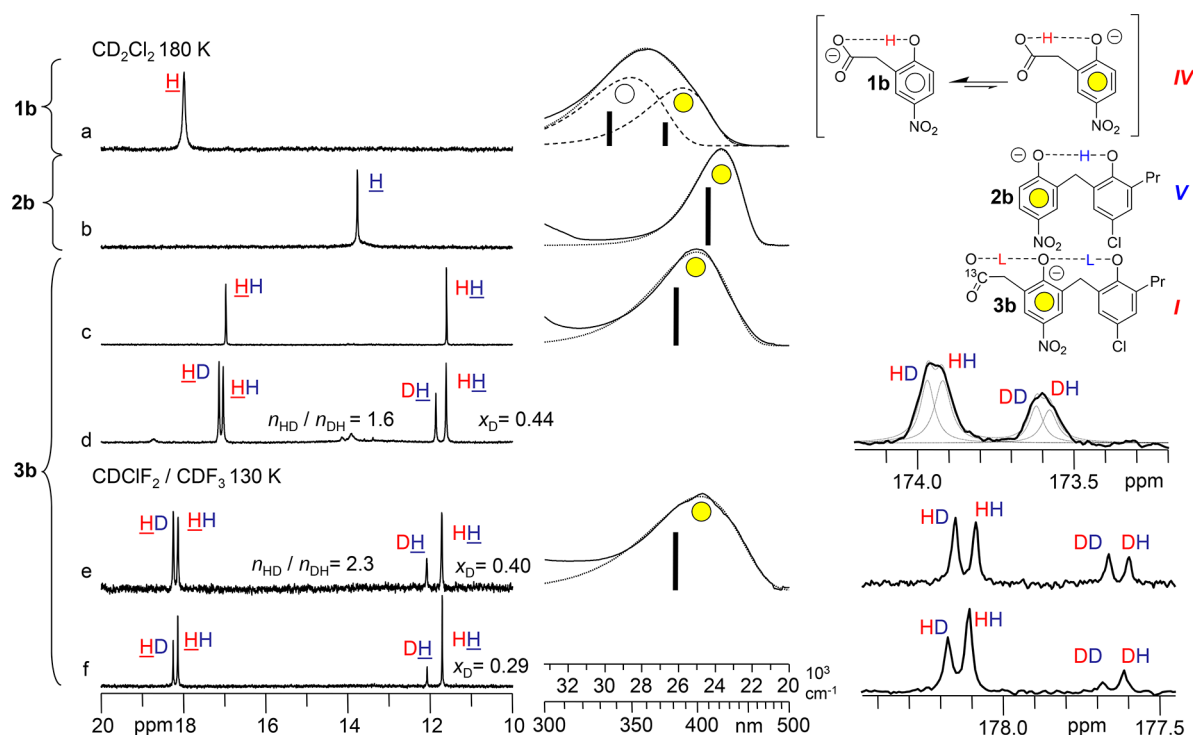 CD2Cl2 180 K
1b
a
H
2b
b
H
3b
c
HH
HH
d
HD
HH
nHD / nDH = 1.6
DH
HH
xD = 0.44
CDClF2 / CDF3 130 K
e
HD
HH
nHD / nDH = 2.3
DH
HH
xD = 0.40
f
HD
HH
DH
HH
xD = 0.29
20 ppm 18 16 14 12 10
32 30 28 26 24 22 20
10³
cm⁻¹
350 400 nm 500
O H O
⊖
O
O
1b
NO2
O H O
⊖
O
NO2
IV
⊖ O H O
Pr
2b
NO2
Cl
V
O L O L O
⊖
13C
O
Pr
3b
NO2
Cl
I
HD HH
DD DH
174.0 173.5 ppm
HD HH
DD DH
HD HH
DD DH
178.0 ppm 177.5